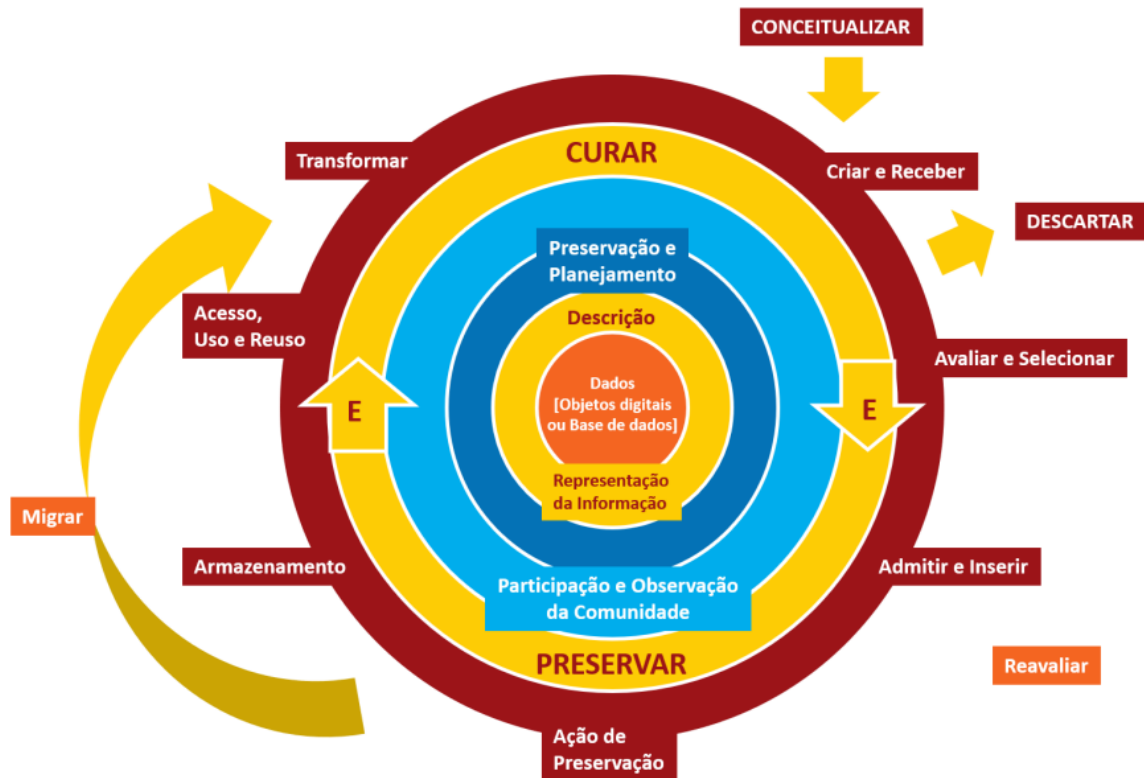 CONCEITUALIZAR
CURAR
Transformar
Criar e Receber
DESCARTAR
Preservação e
Planejamento
Acesso,
Uso e Reuso
Descrição
Avaliar e Selecionar
Dados
[Objetos digitais
ou Base de dados]
E
E
Representação
da Informação
Migrar
Armazenamento
Admitir e Inserir
Participação e Observação
da Comunidade
PRESERVAR
Reavaliar
Ação de
Preservação